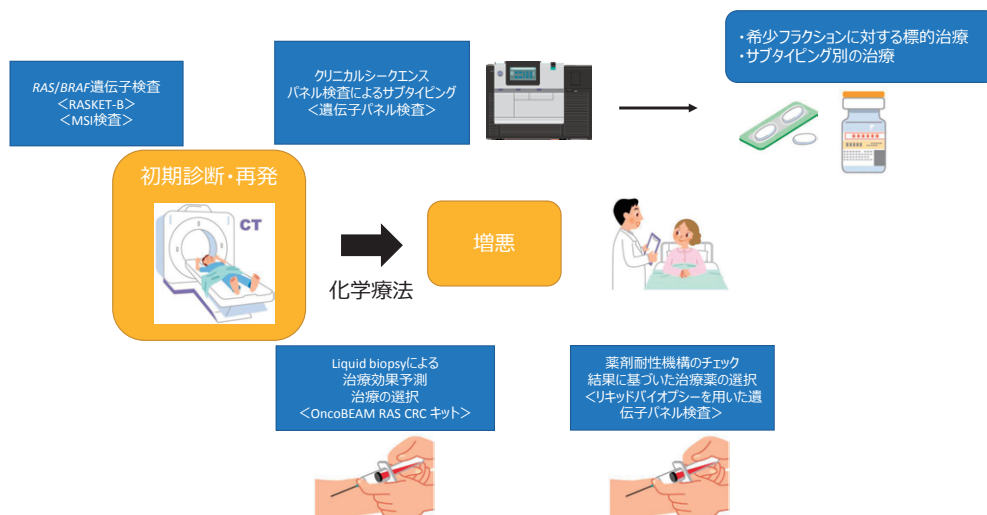 RAS/BRAF遺伝子検査
<RASKET-B>
<MSI検査>
クリニカルシークエンス
パネル検査によるサブタイピング
<遺伝子パネル検査>
・希少フラクションに対する標的治療
・サブタイピング別の治療
初期診断・再発
CT
化学療法
増悪
Liquid biopsyによる
治療効果予測
治療の選択
<OncoBEAM RAS CRC キット>
薬剤耐性機構のチェック
結果に基づいた治療薬の選択
<リキッドバイオプシーを用いた遺
伝子パネル検査>